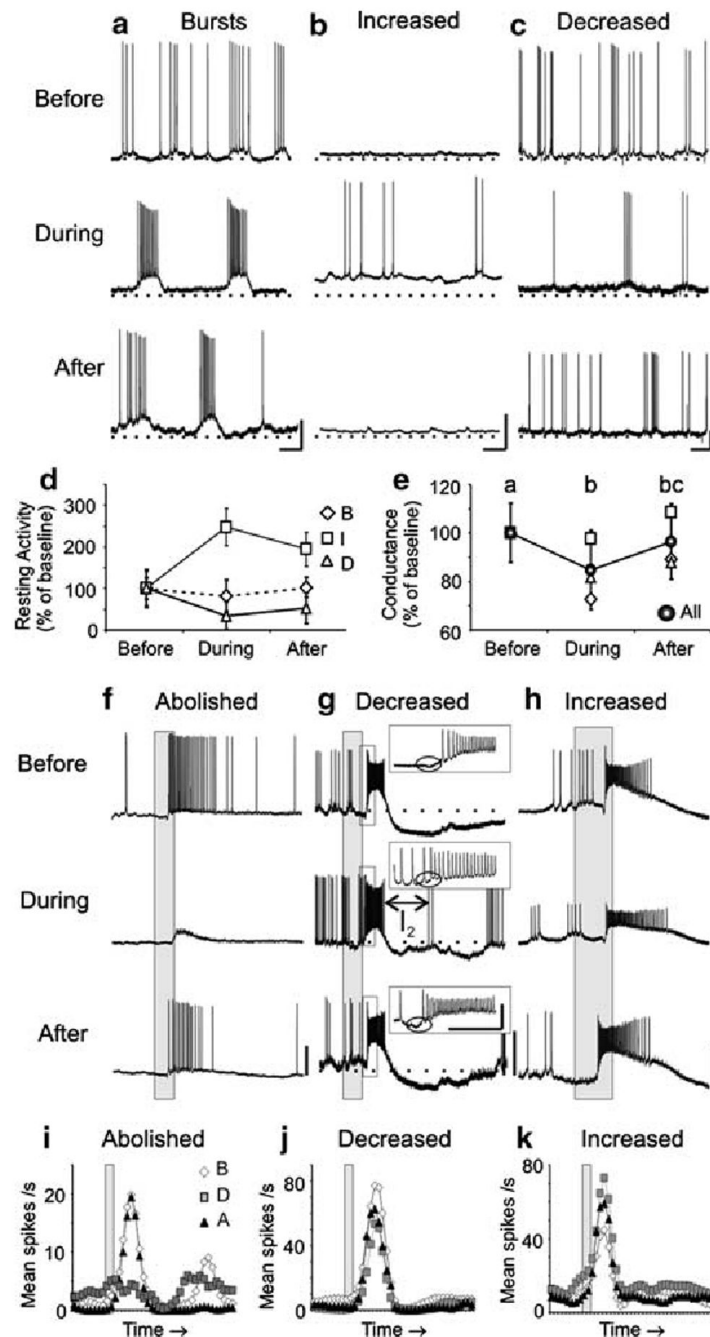 a Bursts b Increased c Decreased
Before
During
After
d
Resting Activity
(% of baseline)
300
200
100
0
Before During After
B
I
D
e
Conductance
(% of baseline)
120
100
80
60
a b bc
All
Before During After
f Abolished g Decreased h Increased
Before
During
I2
After
i Abolished
Mean spikes /s
20
10
0
B
D
A
Time →
j Decreased
Mean spikes /s
80
40
0
Time →
k Increased
Mean spikes /s
80
40
0
Time →